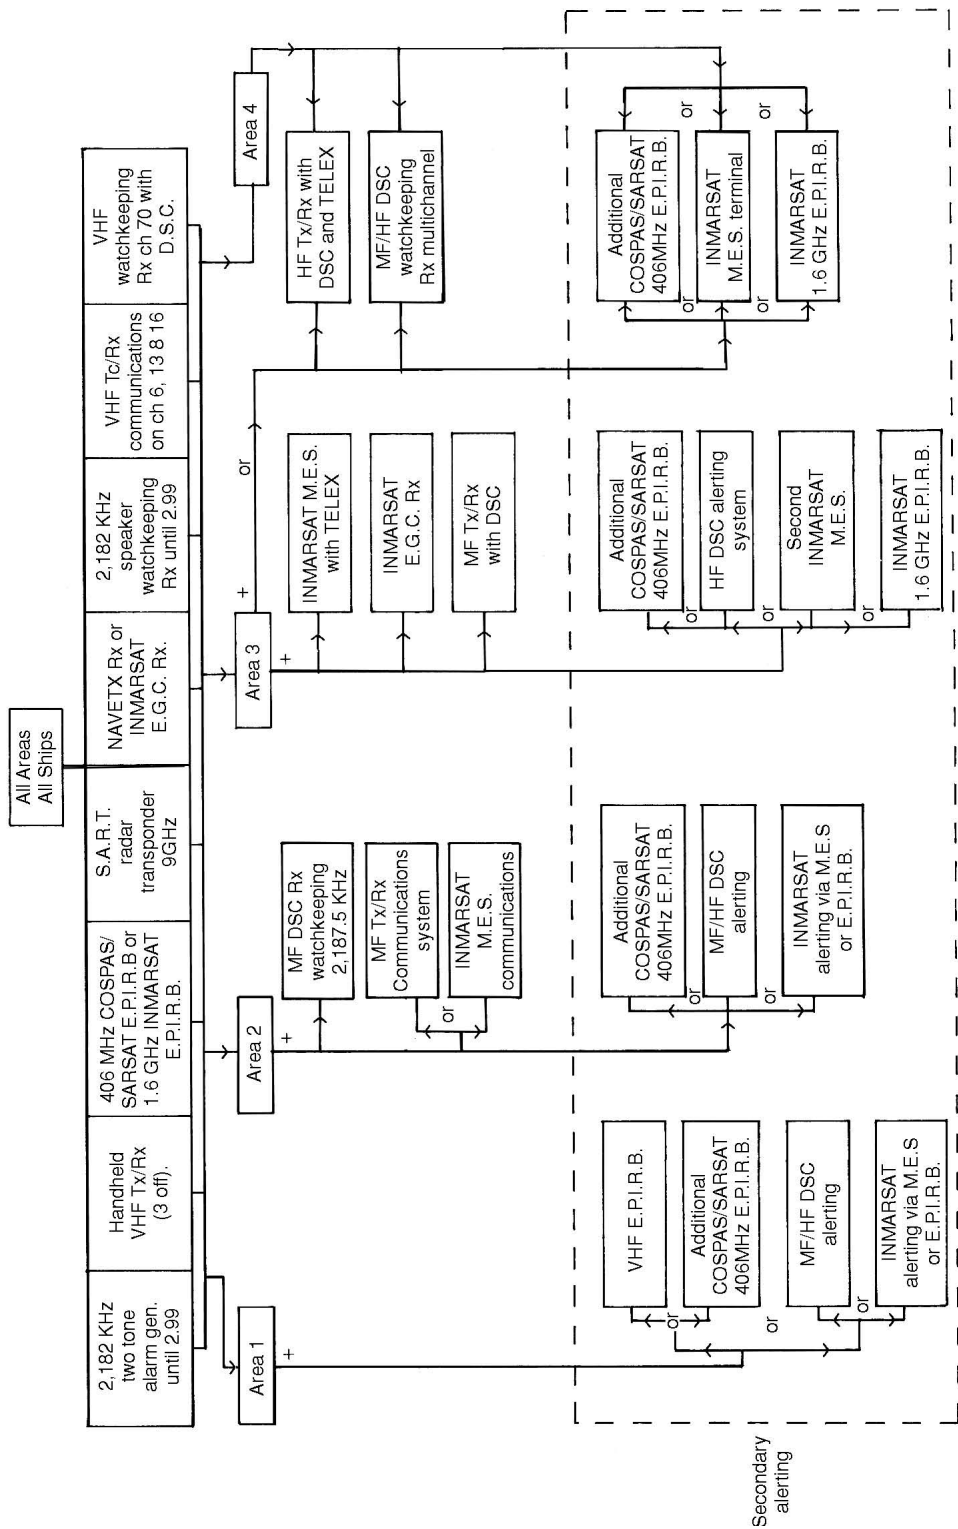 All Areas
All Ships
2,182 KHz
two tone
alarm gen.
until 2.99
Handheld
VHF Tx/Rx
(3 off).
406 MHz COSPAS/
SARSAT E.P.I.R.B or
1.6 GHz INMARSAT
E.P.I.R.B.
S.A.R.T.
radar
transponder
9GHz
NAVETX Rx or
INMARSAT
E.G.C. Rx.
2,182 KHz
speaker
watchkeeping
Rx until 2.99
VHF Tc/Rx
communications
on ch 6, 13 8 16
VHF
watchkeeping
Rx ch 70 with
D.S.C.
Area 1
+
Area 2
+
Area 3
+
+
or
Area 4
MF DSC Rx
watchkeeping
2,187.5 KHz
MF Tx/Rx
Communications
system
or
INMARSAT
M.E.S.
communications
INMARSAT M.E.S.
with TELEX
INMARSAT
E.G.C. Rx
MF Tx/Rx
with DSC
HF Tx/Rx with
DSC and TELEX
MF/HF DSC
watchkeeping
Rx multichannel
Secondary
alerting
VHF E.P.I.R.B.
or
Additional
COSPAS/SARSAT
406MHz E.P.I.R.B.
or
MF/HF DSC
alerting
or
INMARSAT
alerting via M.E.S
or E.P.I.R.B.
Additional
COSPAS/SARSAT
406MHz E.P.I.R.B.
or
MF/HF DSC
alerting
or
INMARSAT
alerting via M.E.S
or E.P.I.R.B.
Additional
COSPAS/SARSAT
406MHz E.P.I.R.B.
or
HF DSC alerting
system
or
Second
INMARSAT
M.E.S.
or
INMARSAT
1.6 GHz E.P.I.R.B.
Additional
COSPAS/SARSAT
406MHz E.P.I.R.B.
or
or
INMARSAT
M.E.S. terminal
or
or
INMARSAT
1.6 GHz E.P.I.R.B.